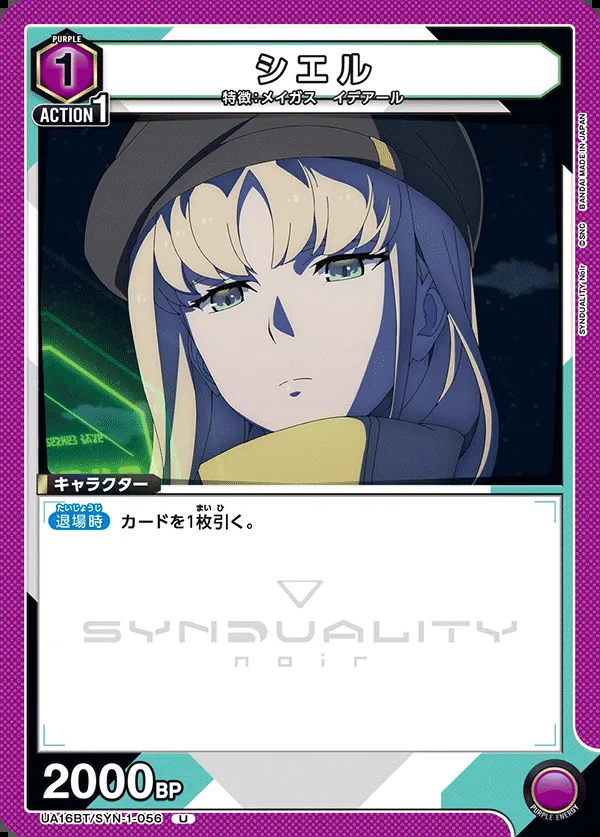 PURPLE
1
シエル
特徴:メイガス イデアール
ACTION 1
SYNDUALITY Noir ©SNC BANDAI MADE IN JAPAN
キャラクター
たいじょうじ まい ひ
退場時 カードを1枚引く。
SYNDUALITY
noir
2000BP
PURPLE ENERGY
UA16BT/SYN-1-056 U